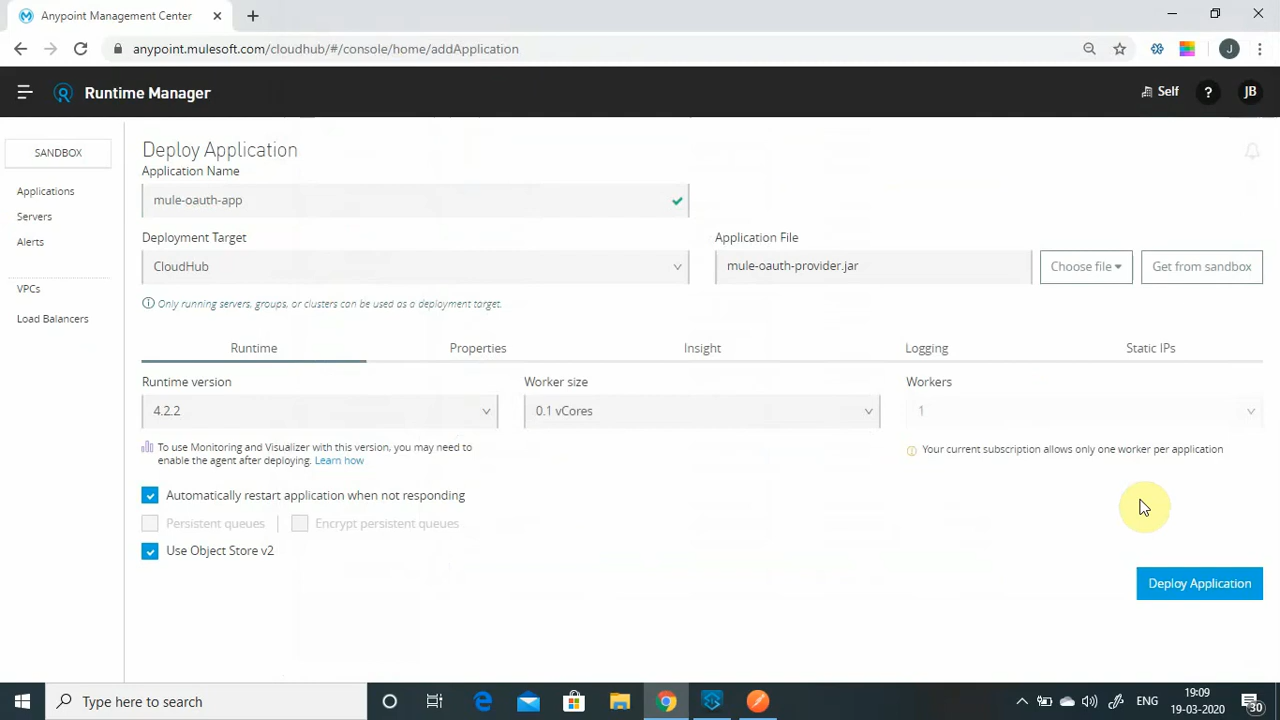 Anypoint Management Center
anypoint.mulesoft.com/cloudhub/#/console/home/addApplication
J
Runtime Manager
Self
?
JB
SANDBOX
Applications
Servers
Alerts
VPCs
Load Balancers
Deploy Application
Application Name
mule-oauth-app
Deployment Target
Application File
CloudHub
mule-oauth-provider.jar
Choose file
Get from sandbox
Only running servers, groups, or clusters can be used as a deployment target.
Runtime
Properties
Insight
Logging
Static IPs
Runtime version
Worker size
Workers
4.2.2
0.1 vCores
1
To use Monitoring and Visualizer with this version, you may need to
enable the agent after deploying. Learn how
Your current subscription allows only one worker per application
Automatically restart application when not responding
Persistent queues
Encrypt persistent queues
Use Object Store v2
Deploy Application
Type here to search
ENG
19:09
19-03-2020
30